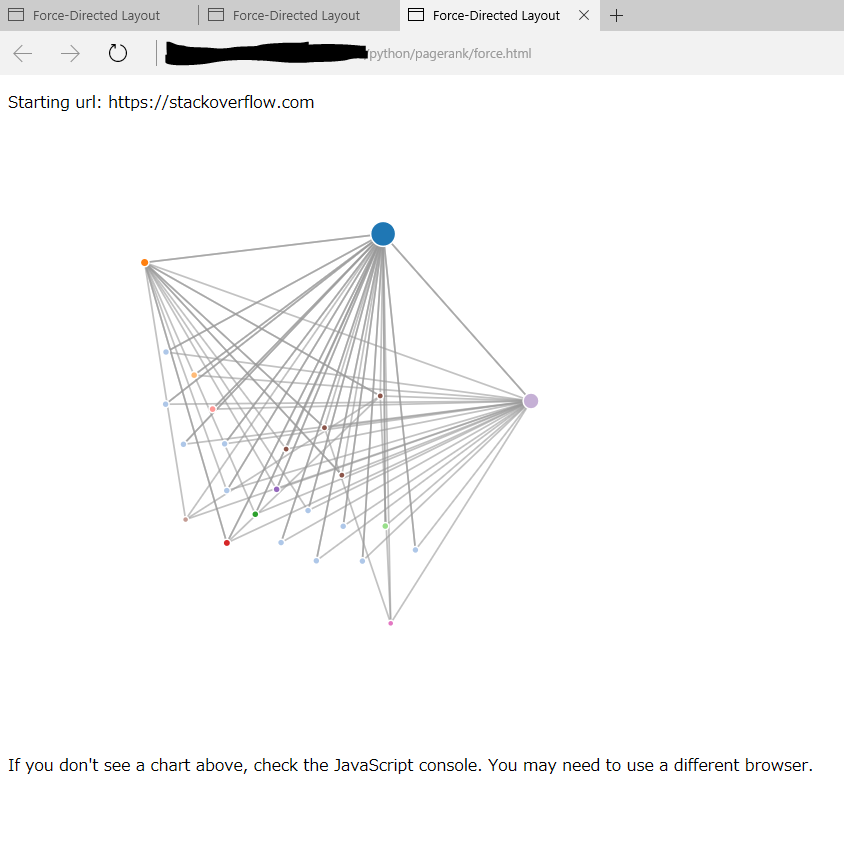 Force-Directed Layout Force-Directed Layout Force-Directed Layout
/python/pagerank/force.html
Starting url: https://stackoverflow.com
If you don't see a chart above, check the JavaScript console. You may need to use a different browser.